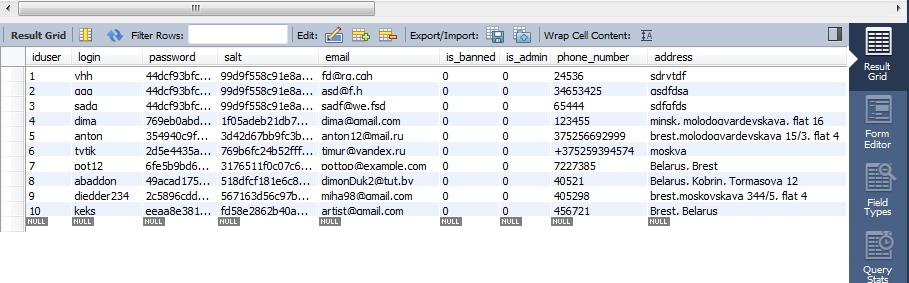 Result Grid Filter Rows: Edit: Export/Import: Wrap Cell Content:
iduser login password salt email is_banned is_admin phone_number address
1 vhh 44dcf93bfc... 99d9f558c91e8a... fd@rg.cgh 0 0 24536 sdrvtdf
2 ggg 44dcf93bfc... 99d9f558c91e8a... asd@f.h 0 0 34653425 gsdfdsa
3 sadg 44dcf93bfc... 99d9f558c91e8a... sadf@we.fsd 0 0 65444 sdfgfds
4 dima 769eb0abd... 1f05adeb21db7... dima@gmail.com 0 0 123455 minsk, molodogvardevskaya, flat 16
5 anton 354940c9f... 3d42d67bb9fc3b... anton12@mail.ru 0 0 375256692999 brest,molodogvardevskaya 15/3, flat 4
6 tytik 2d5e4435a... 769b6fc24b52fff... timur@yandex.ru 0 0 +375259394574 moskva
7 pot12 6fe5b9bd6... 3176511f0c07c6... pottop@example.com 0 0 7227385 Belarus, Brest
8 abaddon 49acad175... 518dfcf181e6c8... dimonDuk2@tut.by 0 0 40521 Belarus, Kobrin, Tormasova 12
9 diedder234 2c5896cdd... 567163d56c97b... miha98@gmail.com 0 0 405298 brest,moskovskaya 344/5, flat 4
10 keks eeaa8e381... fd58e2862b40a... artist@gmail.com 0 0 456721 Brest, Belarus
NULL NULL NULL NULL NULL NULL NULL NULL NULL
Result
Grid
Form
Editor
Field
Types
Query
Stats